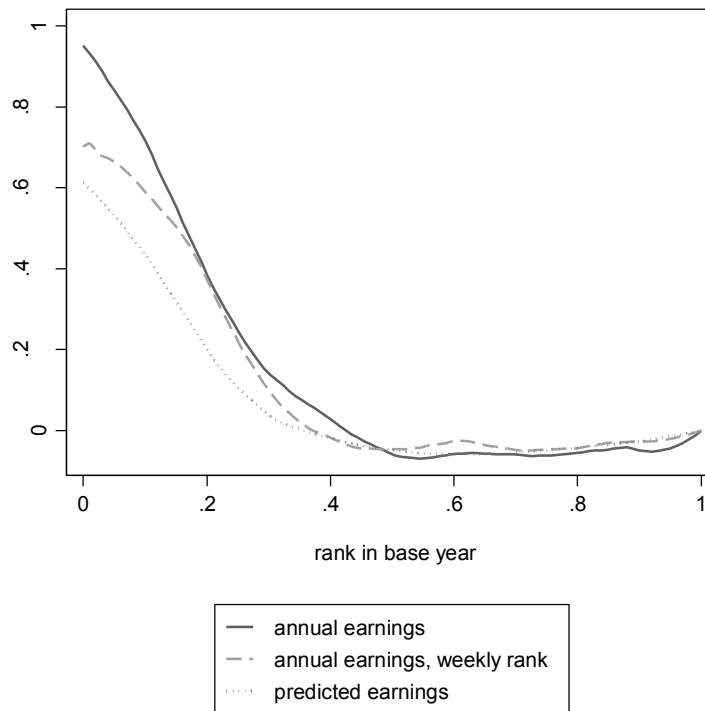 1
.8
.6
.4
.2
0
0 .2 .4 .6 .8 1
rank in base year
annual earnings
annual earnings, weekly rank
predicted earnings